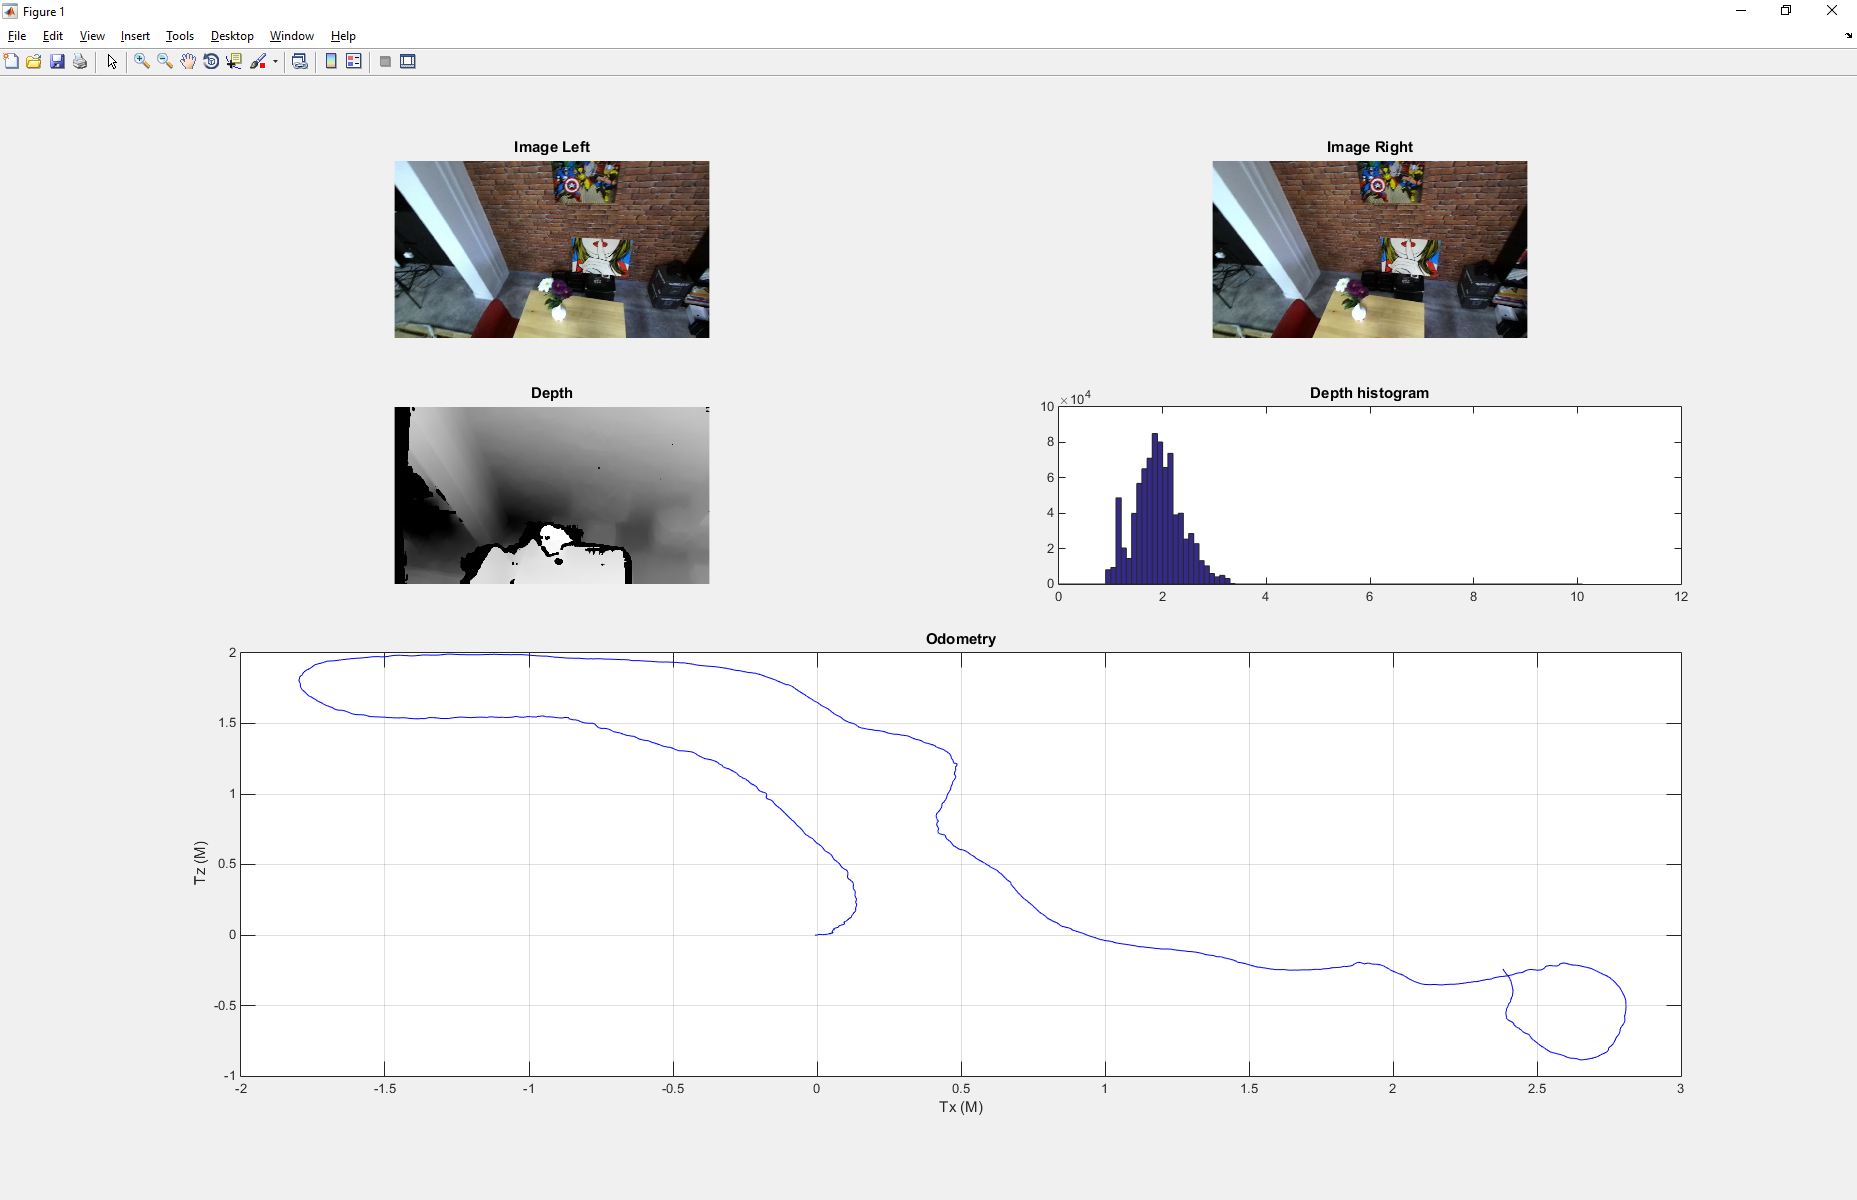 Figure 1
File Edit View Insert Tools Desktop Window Help
Image Left
Image Right
Depth
Depth histogram
×10⁴
10
8
6
4
2
0
0 2 4 6 8 10 12
Odometry
2
1.5
1
0.5
0
-0.5
-1
Tz (M)
-2 -1.5 -1 -0.5 0 0.5 1 1.5 2 2.5 3
Tx (M)